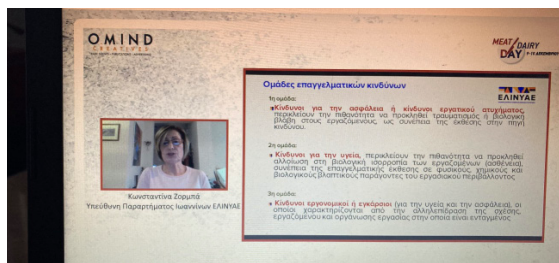 OMIND
CREATIVES
MEAT DAIRY
DAY
Ομάδες επαγγελματικών κινδύνων
ΕΛΙΝΥΑΕ
1η ομάδα:
•Κίνδυνοι για την ασφάλεια ή κίνδυνοι εργατικού ατυχήματος,
περικλείουν την πιθανότητα να προκληθεί τραυματισμός ή βιολογική
βλάβη στους εργαζομένους, ως συνέπεια της έκθεσης στην πηγή
κινδύνου.
2η ομάδα:
• Κίνδυνοι για την υγεία, περικλείουν την πιθανότητα να προκληθεί
αλλοίωση στη βιολογική ισορροπία των εργαζομένων (ασθένεια),
συνέπεια της επαγγελματικής έκθεσης σε φυσικούς, χημικούς και
βιολογικούς βλαπτικούς παράγοντες του εργασιακού περιβάλλοντος
3η ομάδα:
• Κίνδυνοι εργονομικοί ή εγκάρσιοι (για την υγεία και την ασφάλεια), οι
οποίοι χαρακτηρίζονται από την αλληλεπίδραση της σχέσης,
εργαζόμενου και οργάνωσης εργασίας στην οποία είναι ενταγμένος
Κωνσταντίνα Ζορμπά
Υπεύθυνη Παραρτήματος Ιωαννίνων ΕΛΙΝΥΑΕ